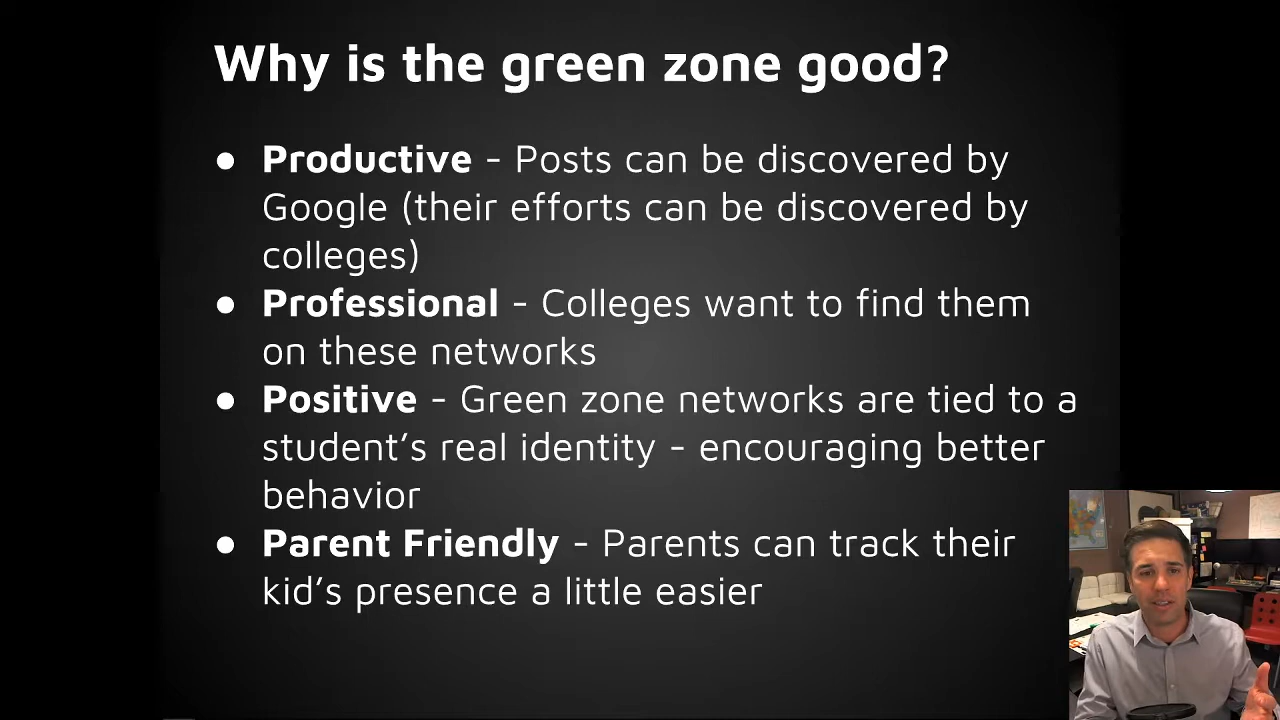 Why is the green zone good?
● Productive - Posts can be discovered by
Google (their efforts can be discovered by
colleges)
● Professional - Colleges want to find them
on these networks
● Positive - Green zone networks are tied to a
student’s real identity - encouraging better
behavior
● Parent Friendly - Parents can track their
kid’s presence a little easier